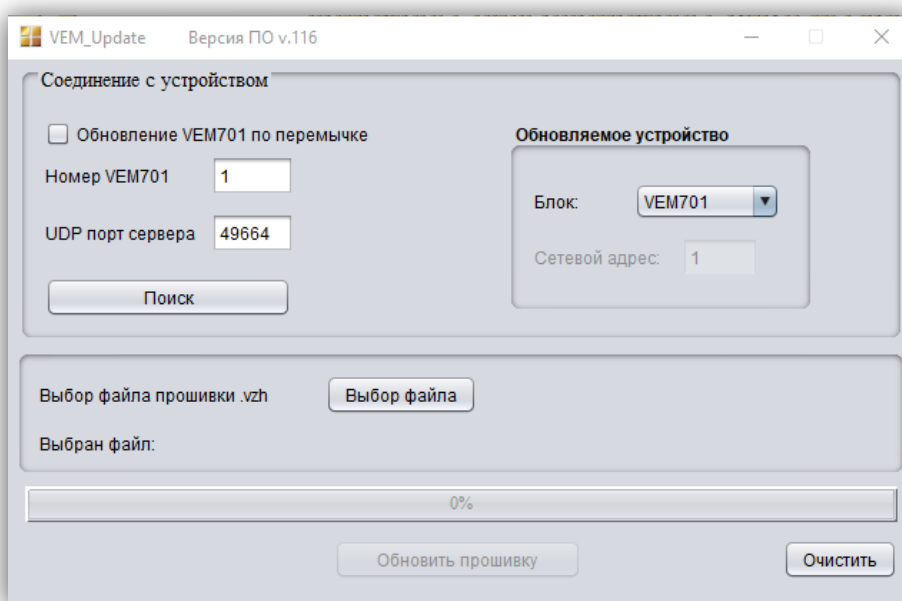 VEM_Update Версия ПО v.116
Соединение с устройством
Обновление VEM701 по перемычке
Номер VEM701 1
UDP порт сервера 49664
Поиск
Обновляемое устройство
Блок: VEM701
Сетевой адрес: 1
Выбор файла прошивки .vzh Выбор файла
Выбран файл:
0%
Обновить прошивку Очистить